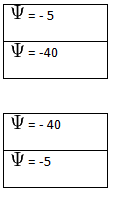 Ψ = - 5
Ψ = -40
Ψ = - 40
Ψ = -5